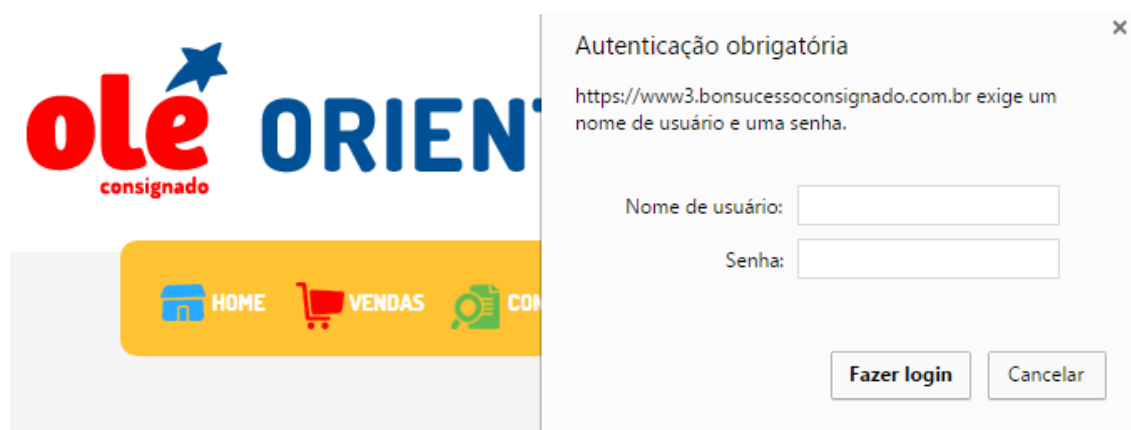 olé
consignado
ORIENT
HOME
VENDAS
CON
Autenticação obrigatória
https://www3.bonsucessoconsignado.com.br exige um
nome de usuário e uma senha.
Nome de usuário:
Senha:
Fazer login
Cancelar